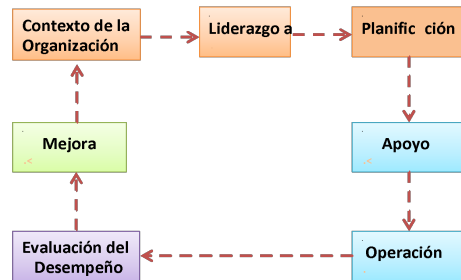 Contexto de la
Organización
Liderazgo a
Planific ción
Mejora
Apoyo
Evaluación del
Desempeño
Operación